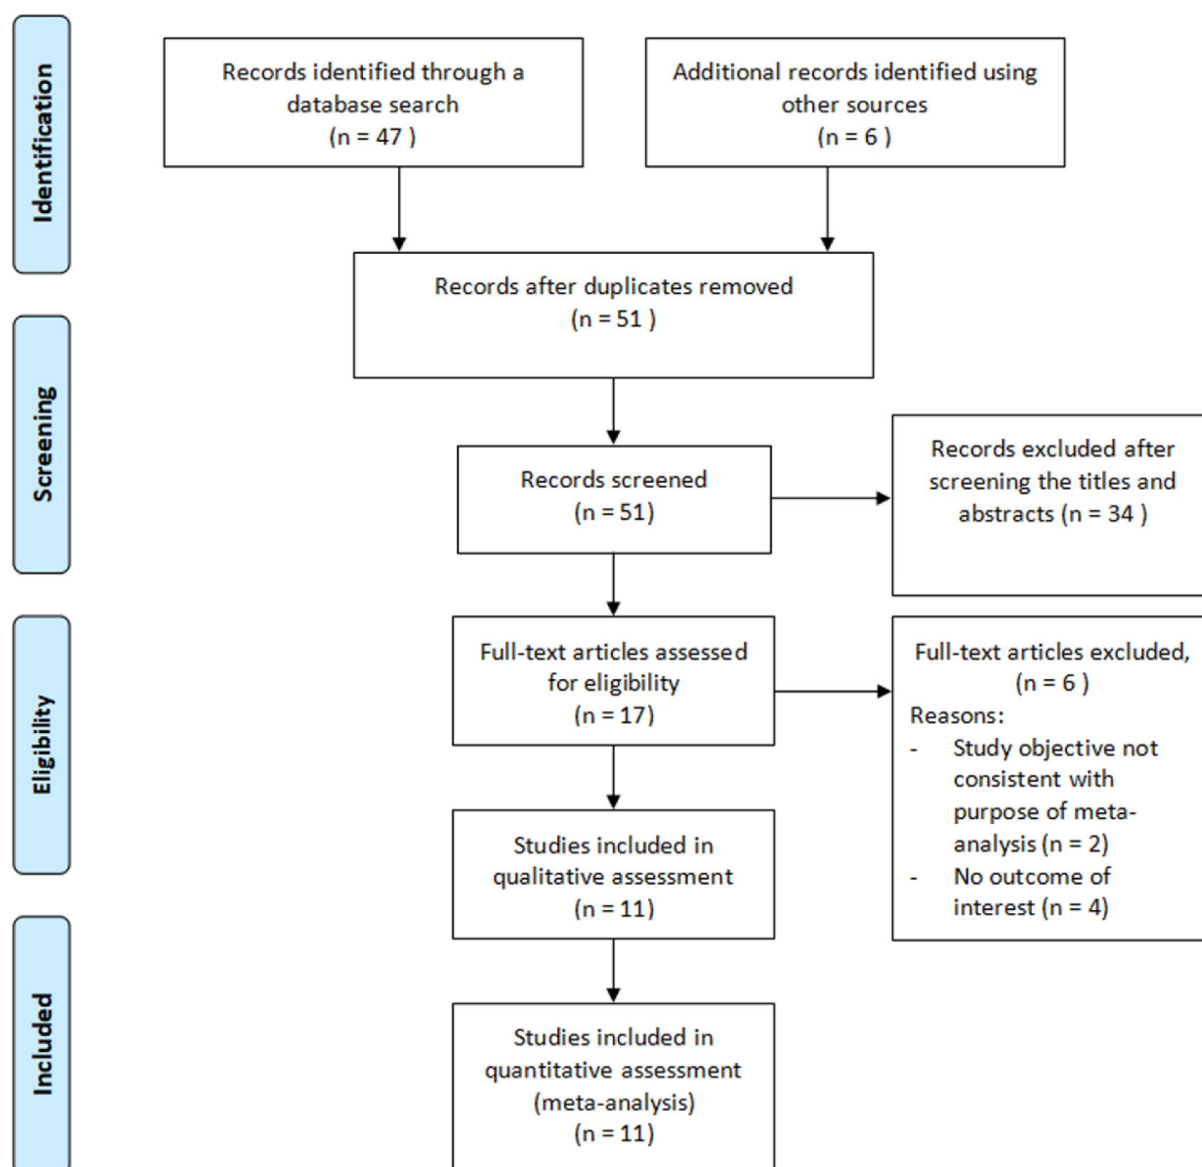 Identification
Records identified through a
database search
(n = 47 )
Additional records identified using
other sources
(n = 6 )
Records after duplicates removed
(n = 51 )
Screening
Records screened
(n = 51)
Records excluded after
screening the titles and
abstracts (n = 34 )
Eligibility
Full-text articles assessed
for eligibility
(n = 17)
Full-text articles excluded,
(n = 6 )
Reasons:
- Study objective not
consistent with
purpose of meta-
analysis (n = 2)
- No outcome of
interest (n = 4)
Studies included in
qualitative assessment
(n = 11)
Included
Studies included in
quantitative assessment
(meta-analysis)
(n = 11)